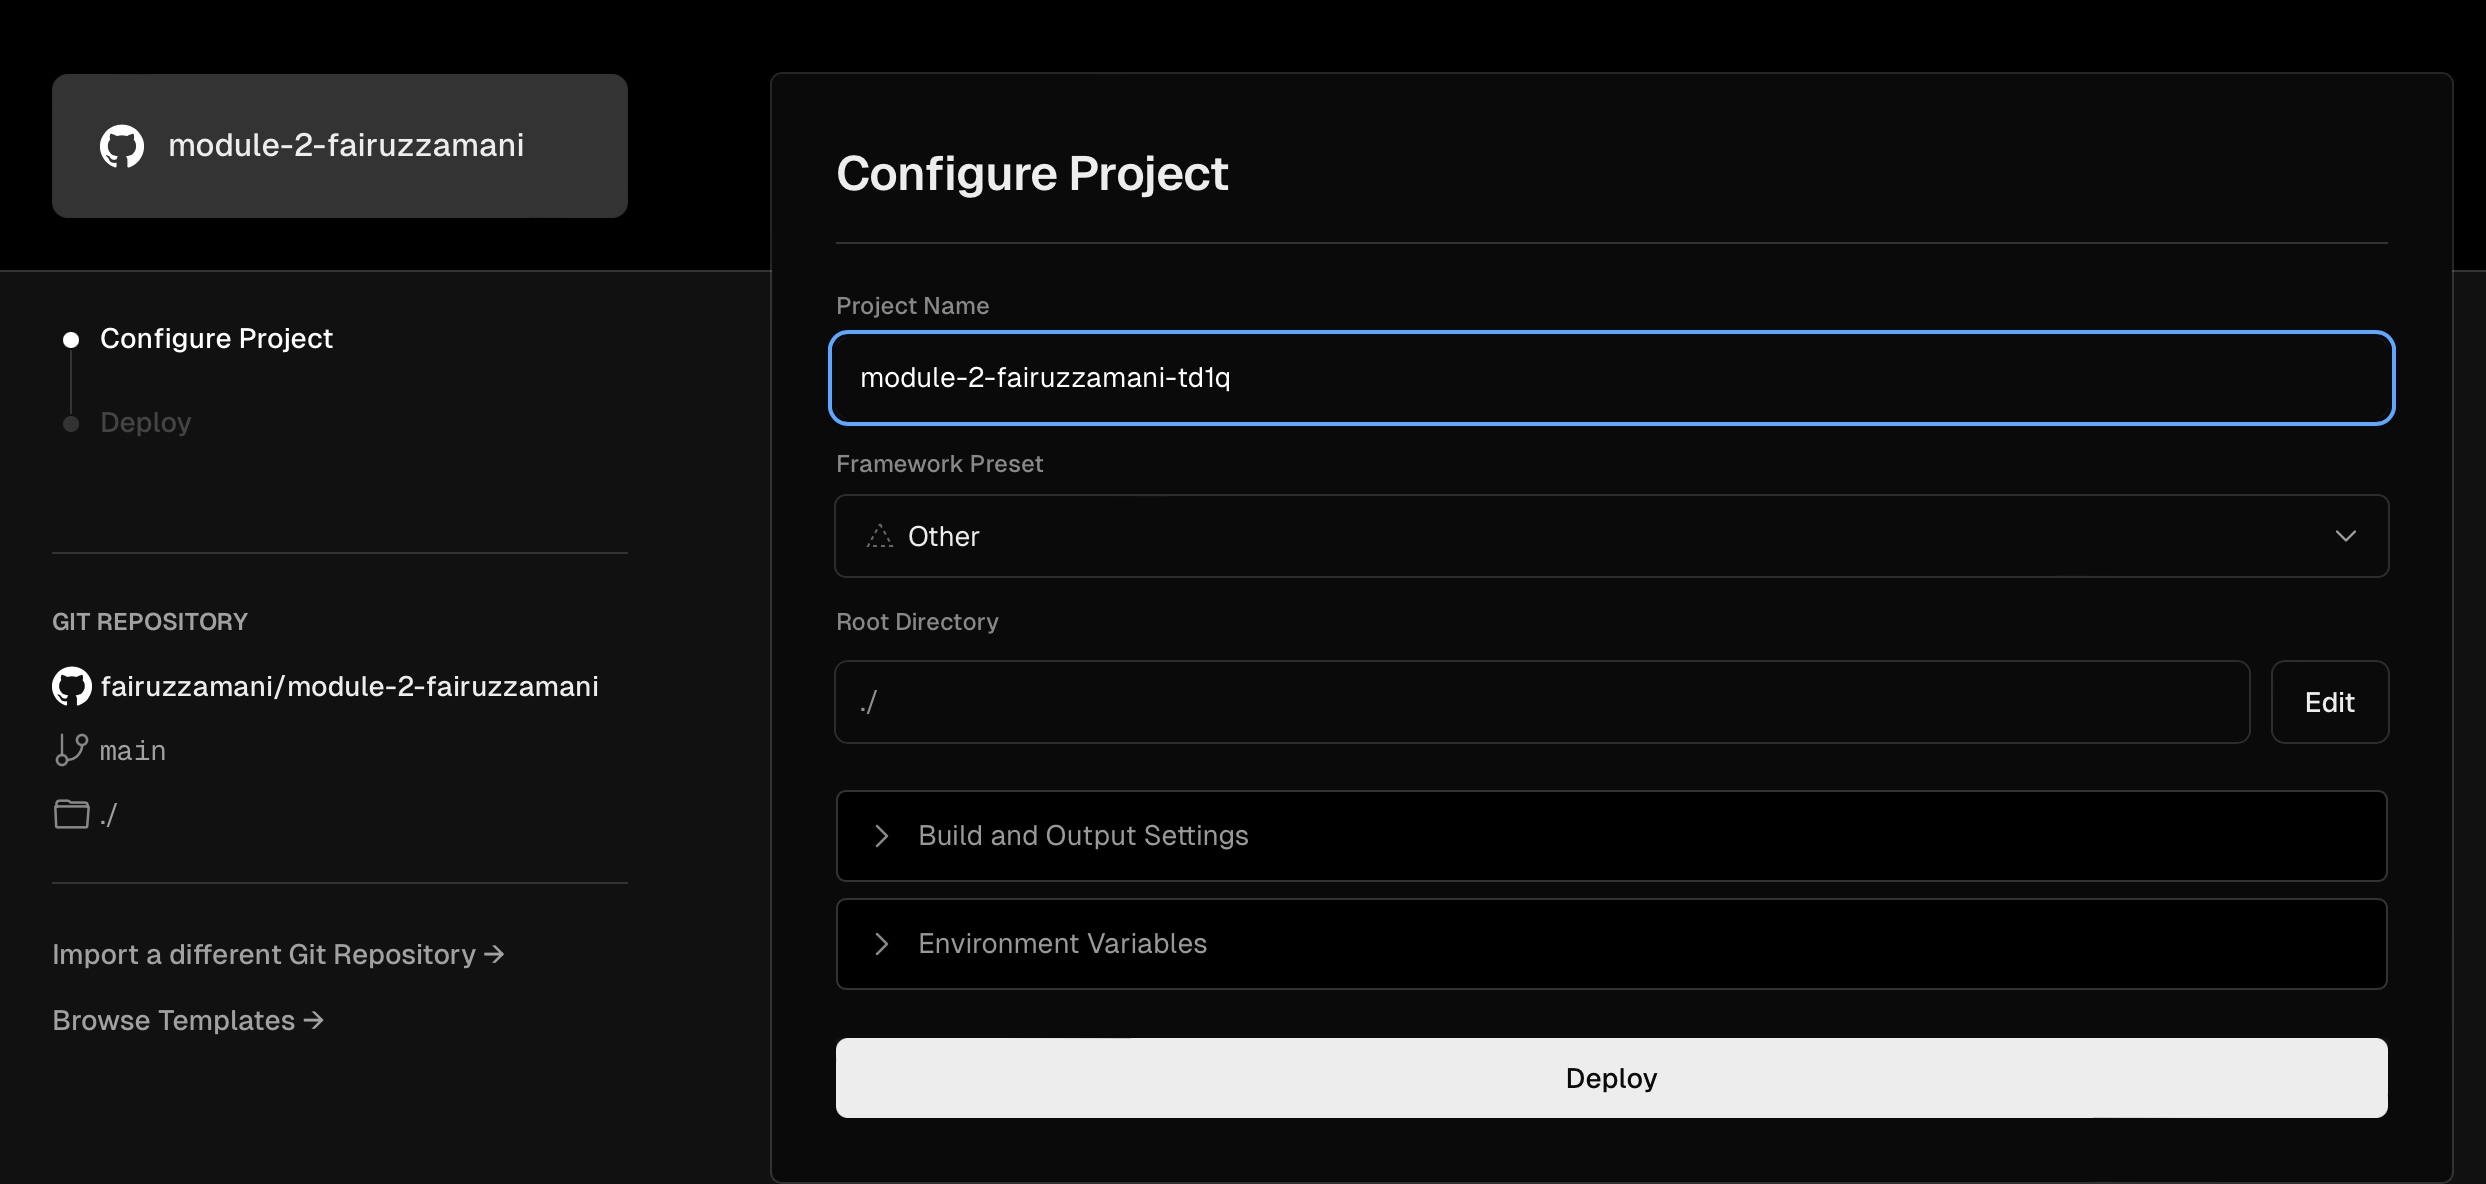 module-2-fairuzzamani
Configure Project
Deploy
GIT REPOSITORY
fairuzzamani/module-2-fairuzzamani
main
./
Import a different Git Repository →
Browse Templates →
Configure Project
Project Name
module-2-fairuzzamani-td1q
Framework Preset
Other
Root Directory
./
Edit
Build and Output Settings
Environment Variables
Deploy